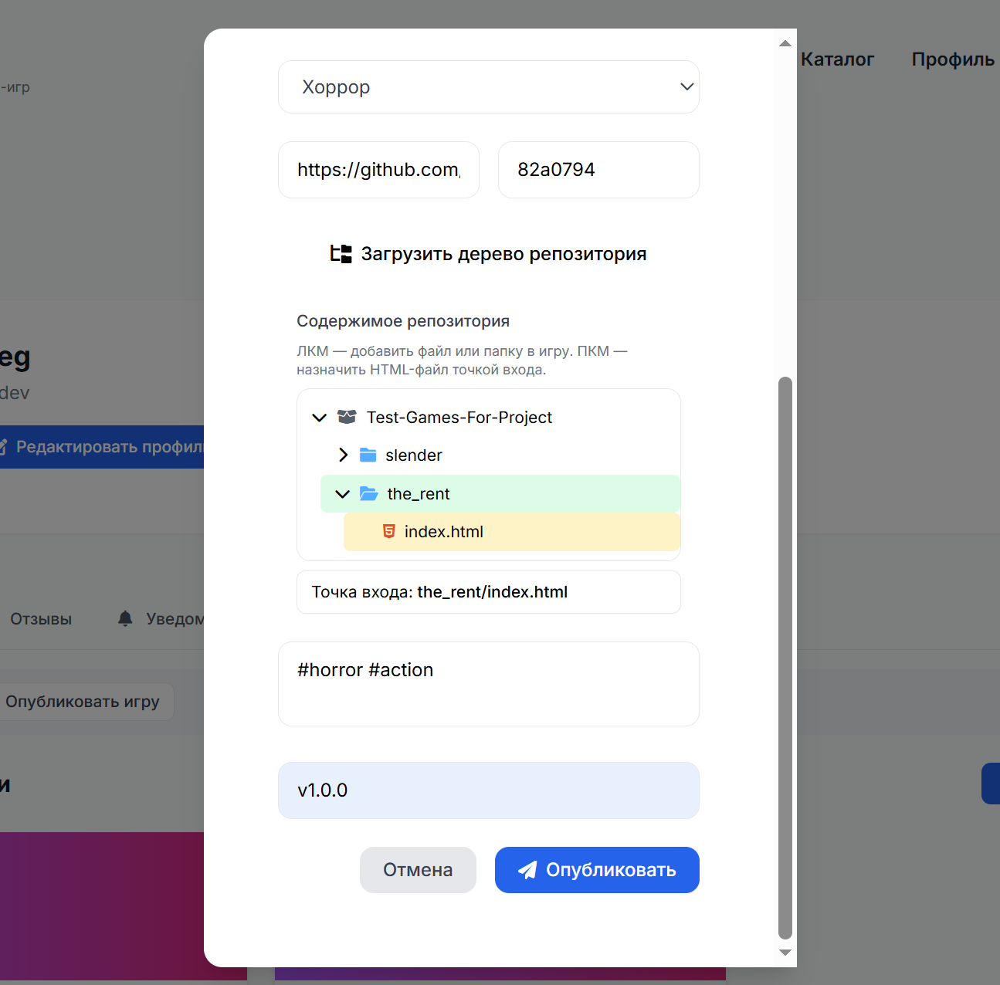 Каталог
Профиль
-игр
Хоррор
https://github.com/
82a0794
Загрузить дерево репозитория
Содержимое репозитория
ЛКМ — добавить файл или папку в игру. ПКМ —
назначить HTML-файл точкой входа.
Test-Games-For-Project
slender
the_rent
index.html
Точка входа: the_rent/index.html
#horror #action
v1.0.0
Отмена
Опубликовать
eg
dev
Редактировать профиль
Отзывы
Уведом
Опубликовать игру
и